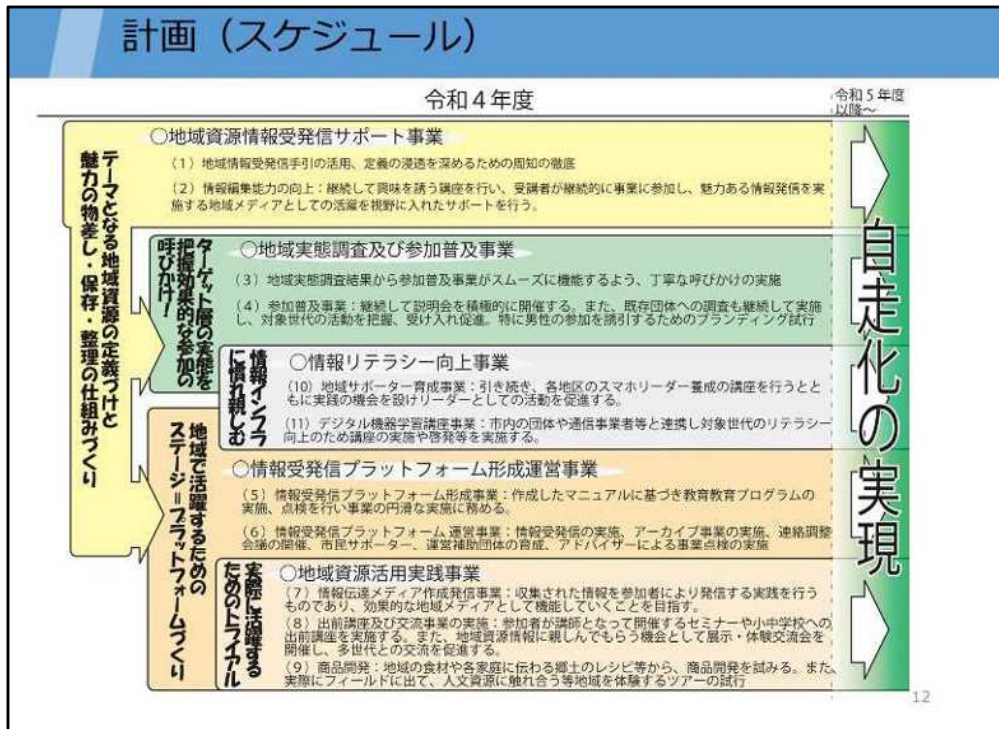 計画（スケジュール）
令和４年度
令和５年度
以降～
テーマとなる地域資源の定義づけと
魅力の物差し・保存・整理の仕組みづくり
○地域資源情報受発信サポート事業
（1）地域情報受発信手引の活用、定義の浸透を深めるための周知の徹底
（2）情報編集能力の向上：継続して興味を誘う講座を行い、受講者が継続的に事業に参加し、魅力ある情報発信を実
施する地域メディアとしての活躍を視野に入れたサポートを行う。
ターゲット層の実態を
把握効果的な参加の
呼びかけ！
○地域実態調査及び参加普及事業
（3）地域実態調査結果から参加普及事業がスムーズに機能するよう、丁寧な呼びかけの実施
（4）参加普及事業：継続して説明会を積極的に開催する。また、既存団体への調査も継続して実施
し、対象世代の活動を把握、受け入れ促進。特に男性の参加を誘引するためのブランディング試行
情報インフラ
に慣れ親しむ
○情報リテラシー向上事業
（10）地域サポーター育成事業：引き続き、各地区のスマホリーダー養成の講座を行うとと
もに実践の機会を設けリーダーとしての活動を促進する。
（11）デジタル機器学習講座事業：市内の団体や通信事業者等と連携し対象世代のリテラシー
向上のため講座の実施や啓発等を実施する。
地域で活躍するための
ステージ＝プラットフォームづくり
○情報受発信プラットフォーム形成運営事業
（5）情報受発信プラットフォーム形成事業：作成したマニュアルに基づき教育教育プログラムの
実施、点検を行い事業の円滑な実施に務める。
（6）情報受発信プラットフォーム運営事業：情報受発信の実施、アーカイブ事業の実施、連絡調整
会議の開催、市民サポーター、運営補助団体の育成、アドバイザーによる事業点検の実施
実際に活躍する
ためのトライアル
○地域資源活用実践事業
（7）情報伝達メディア作成発信事業：収集された情報を参加者により発信する実践を行う
ものであり、効果的な地域メディアとして機能していくことを目指す。
（8）出前講座及び交流事業の実施：参加者が講師となって開催するセミナーや小中学校への
出前講座を実施する。また、地域資源情報に親しんでもらう機会として展示・体験交流会を
開催し、多世代との交流を促進する。
（9）商品開発：地域の食材や各家庭に伝わる郷土のレシピ等から、商品開発を試みる。また、
実際にフィールドに出て、人文資源に触れ合う等地域を体験するツアーの試行
自走化の実現
12